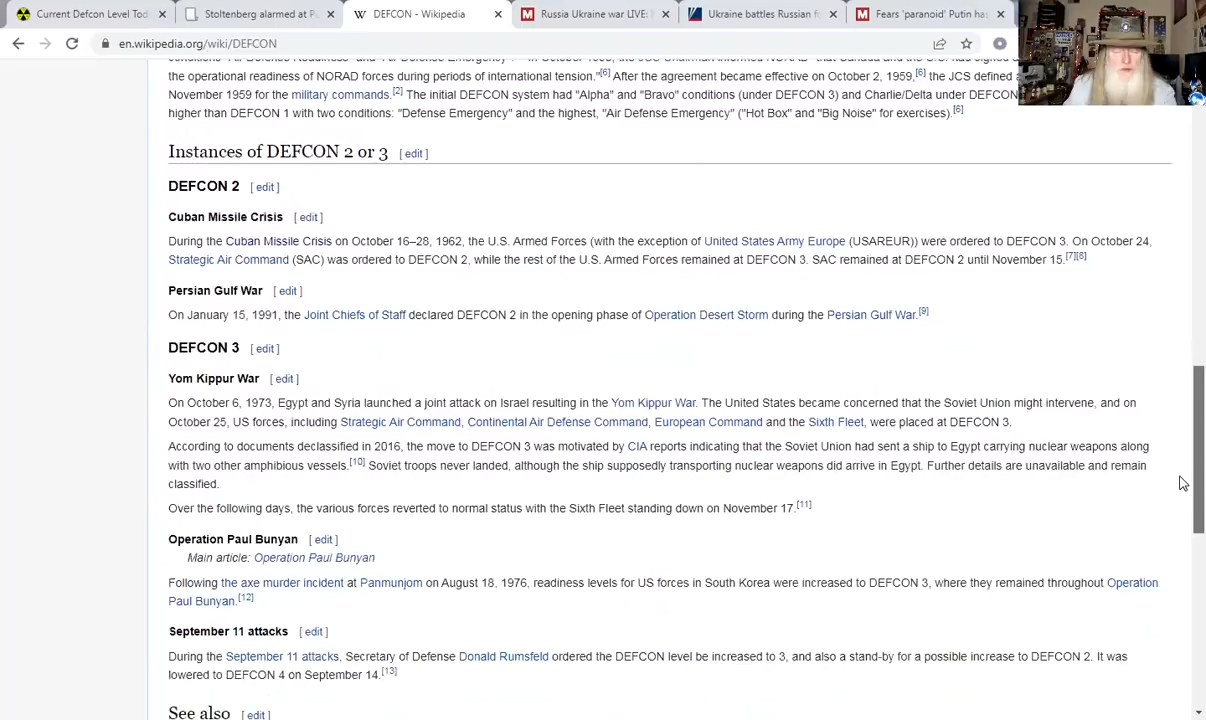 Current Defcon Level Tod
Stoltenberg alarmed at P
DEFCON - Wikipedia
Russia Ukraine war LIVE:
Ukraine battles Russian fo
Fears 'paranoid' Putin has
en.wikipedia.org/wiki/DEFCON
the operational readiness of NORAD forces during periods of international tension."[6] After the agreement became effective on October 2, 1959,[6] the JCS defined a
November 1959 for the military commands.[2] The initial DEFCON system had "Alpha" and "Bravo" conditions (under DEFCON 3) and Charlie/Delta under DEFCON
higher than DEFCON 1 with two conditions: "Defense Emergency" and the highest, "Air Defense Emergency" ("Hot Box" and "Big Noise" for exercises).[6]
Instances of DEFCON 2 or 3 [ edit ]
DEFCON 2 [ edit ]
Cuban Missile Crisis [ edit ]
During the Cuban Missile Crisis on October 16–28, 1962, the U.S. Armed Forces (with the exception of United States Army Europe (USAREUR)) were ordered to DEFCON 3. On October 24,
Strategic Air Command (SAC) was ordered to DEFCON 2, while the rest of the U.S. Armed Forces remained at DEFCON 3. SAC remained at DEFCON 2 until November 15.[7][8]
Persian Gulf War [ edit ]
On January 15, 1991, the Joint Chiefs of Staff declared DEFCON 2 in the opening phase of Operation Desert Storm during the Persian Gulf War.[9]
DEFCON 3 [ edit ]
Yom Kippur War [ edit ]
On October 6, 1973, Egypt and Syria launched a joint attack on Israel resulting in the Yom Kippur War. The United States became concerned that the Soviet Union might intervene, and on
October 25, US forces, including Strategic Air Command, Continental Air Defense Command, European Command and the Sixth Fleet, were placed at DEFCON 3.
According to documents declassified in 2016, the move to DEFCON 3 was motivated by CIA reports indicating that the Soviet Union had sent a ship to Egypt carrying nuclear weapons along
with two other amphibious vessels.[10] Soviet troops never landed, although the ship supposedly transporting nuclear weapons did arrive in Egypt. Further details are unavailable and remain
classified.
Over the following days, the various forces reverted to normal status with the Sixth Fleet standing down on November 17.[11]
Operation Paul Bunyan [ edit ]
Main article: Operation Paul Bunyan
Following the axe murder incident at Panmunjom on August 18, 1976, readiness levels for US forces in South Korea were increased to DEFCON 3, where they remained throughout Operation
Paul Bunyan.[12]
September 11 attacks [ edit ]
During the September 11 attacks, Secretary of Defense Donald Rumsfeld ordered the DEFCON level be increased to 3, and also a stand-by for a possible increase to DEFCON 2. It was
lowered to DEFCON 4 on September 14.[13]
See also [ edit ]